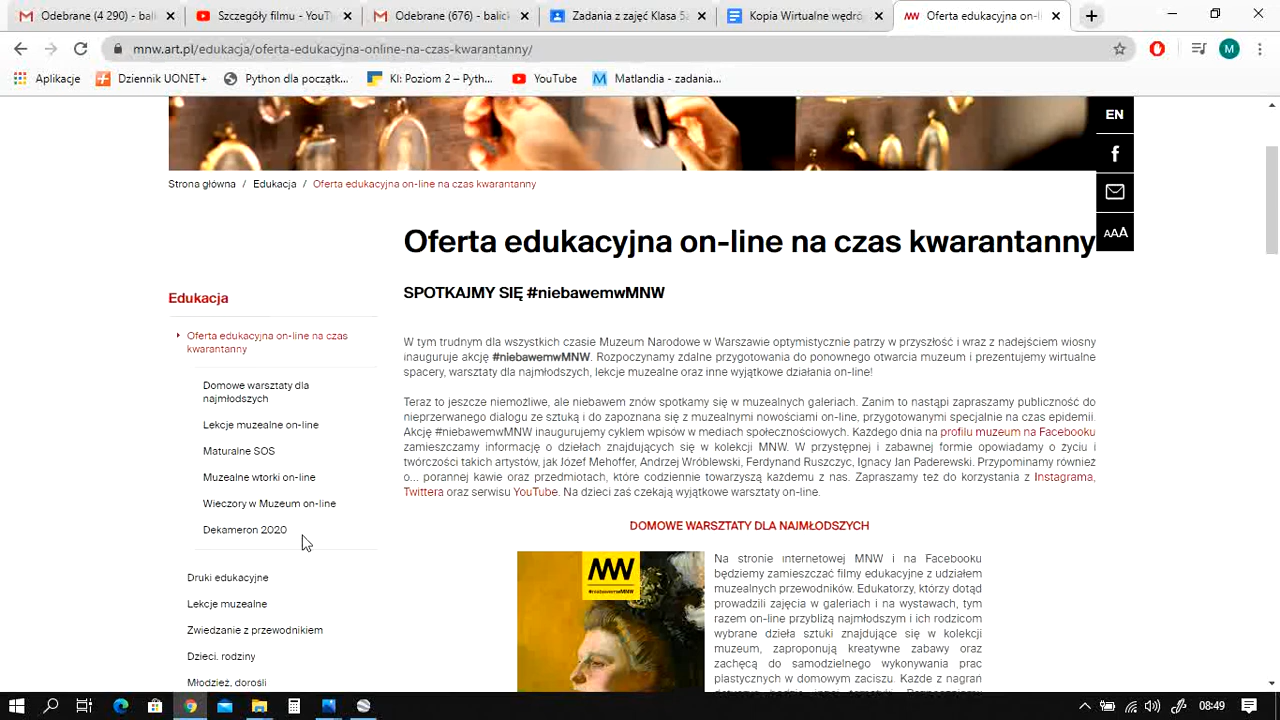 Odebrane (4 290) - bali
Szczegóły filmu - YouT
Odebrane (676) - balick
Zadania z zajęć Klasa 5
Kopia Wirtualne wędró
Oferta edukacyjna on-l
mnw.art.pl/edukacja/oferta-edukacyjna-online-na-czas-kwarantanny/
M
Aplikacje
Dziennik UONET+
Python dla początk...
KI: Poziom 2 – Pyth...
YouTube
M Matlandia - zadania...
EN
f
AAA
Strona główna / Edukacja / Oferta edukacyjna on-line na czas kwarantanny
Oferta edukacyjna on-line na czas kwarantanny
SPOTKAJMY SIĘ #niebawemwMNW
Edukacja
Oferta edukacyjna on-line na czas
kwarantanny
Domowe warsztaty dla
najmłodszych
Lekcje muzealne on-line
Maturalne SOS
Muzealne wtorki on-line
Wieczory w Muzeum on-line
Dekameron 2020
Druki edukacyjne
Lekcje muzealne
Zwiedzanie z przewodnikiem
Dzieci, rodziny
Młodzież, dorośli
W tym trudnym dla wszystkich czasie Muzeum Narodowe w Warszawie optymistycznie patrzy w przyszłość i wraz z nadejściem wiosny
inauguruje akcję #niebawemwMNW. Rozpoczynamy zdalne przygotowania do ponownego otwarcia muzeum i prezentujemy wirtualne
spacery, warsztaty dla najmłodszych, lekcje muzealne oraz inne wyjątkowe działania on-line!
Teraz to jeszcze niemożliwe, ale niebawem znów spotkamy się w muzealnych galeriach. Zanim to nastąpi zapraszamy publiczność do
nieprzerwanego dialogu ze sztuką i do zapoznania się z muzealnymi nowościami on-line, przygotowanymi specjalnie na czas epidemii.
Akcję #niebawemwMNW inaugurujemy cyklem wpisów w mediach społecznościowych. Każdego dnia na profilu muzeum na Facebooku
zamieszczamy informację o dziełach znajdujących się w kolekcji MNW. W przystępnej i zabawnej formie opowiadamy o życiu i
twórczości takich artystów, jak Józef Mehoffer, Andrzej Wróblewski, Ferdynand Ruszczyc, Ignacy Jan Paderewski. Przypominamy również
o... porannej kawie oraz przedmiotach, które codziennie towarzyszą każdemu z nas. Zapraszamy też do korzystania z Instagrama,
Twittera oraz serwisu YouTube. Na dzieci zaś czekają wyjątkowe warsztaty on-line.
DOMOWE WARSZTATY DLA NAJMŁODSZYCH
#niebawemwMNW
Na stronie internetowej MNW i na Facebooku
będziemy zamieszczać filmy edukacyjne z udziałem
muzealnych przewodników. Edukatorzy, którzy dotąd
prowadzili zajęcia w galeriach i na wystawach, tym
razem on-line przybliżą najmłodszym i ich rodzicom
wybrane dzieła sztuki znajdujące się w kolekcji
muzeum, zaproponują kreatywne zabawy oraz
zachęcą do samodzielnego wykonywania prac
plastycznych w domowym zaciszu. Każde z nagrań
08:49